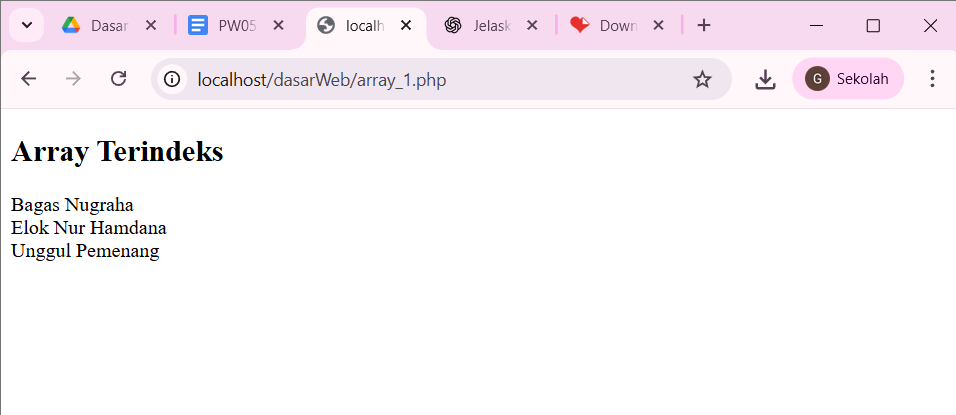 Dasar
PW05
localh
Jelask
Down
localhost/dasarWeb/array_1.php
G
Sekolah
Array Terindeks
Bagas Nugraha
Elok Nur Hamdana
Unggul Pemenang